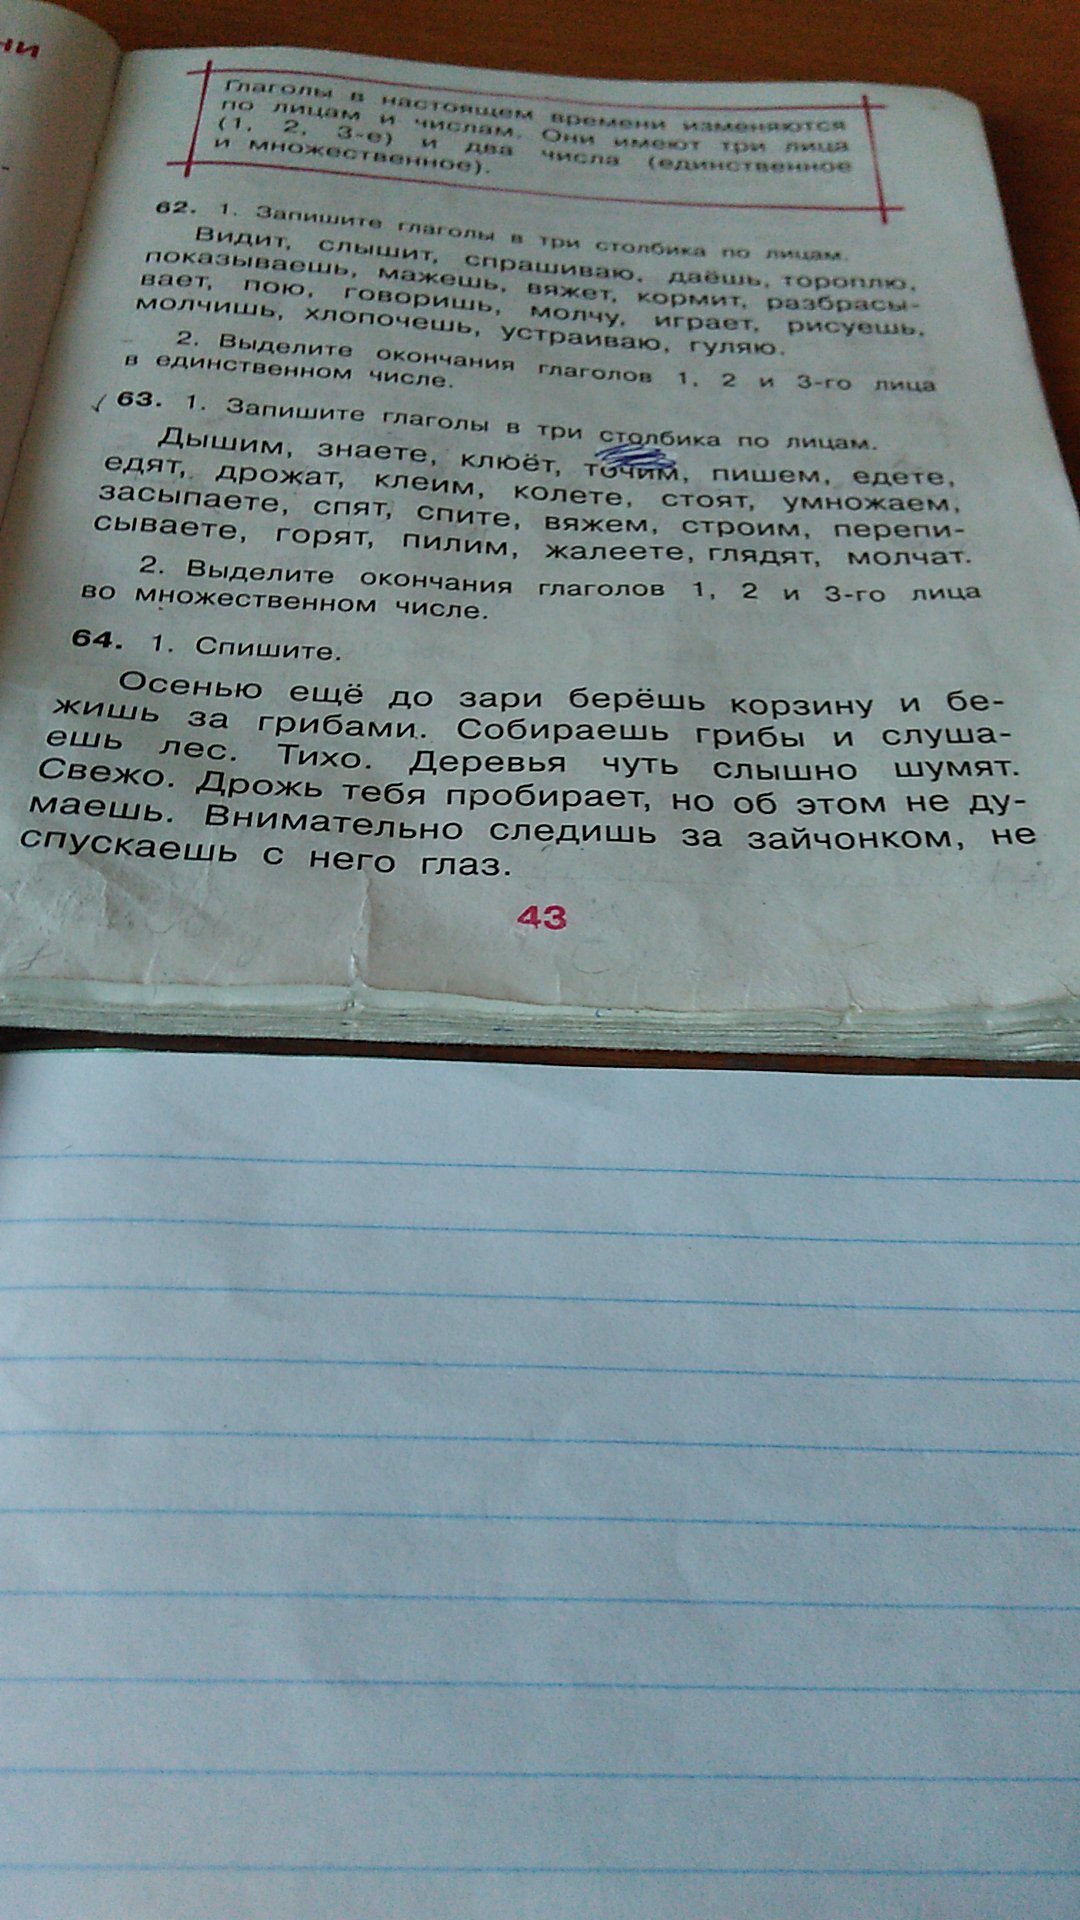 ни
Глаголы в настоящем времени изменяются
по лицам и числам. Они имеют три лица
(1, 2, 3-е) и два числа (единственное
и множественное).
62. 1. Запишите глаголы в три столбика по лицам.
Видит, слышит, спрашиваю, даёшь, тороплю,
показываешь, мажешь, вяжет, кормит, разбрасы-
вает, пою, говоришь, молчу, играет, рисуешь,
молчишь, хлопочешь, устраиваю, гуляю.
2. Выделите окончания глаголов 1, 2 и 3-го лица
в единственном числе.
63. 1. Запишите глаголы в три столбика по лицам.
Дышим, знаете, клюёт, точим, пишем, едете,
едят, дрожат, клеим, колете, стоят, умножаем,
засыпаете, спят, спите, вяжем, строим, перепи-
сываете, горят, пилим, жалеете, глядят, молчат.
2. Выделите окончания глаголов 1, 2 и 3-го лица
во множественном числе.
64. 1. Спишите.
Осенью ещё до зари берёшь корзину и бе-
жишь за грибами. Собираешь грибы и слуша-
ешь лес. Тихо. Деревья чуть слышно шумят.
Свежо. Дрожь тебя пробирает, но об этом не ду-
маешь. Внимательно следишь за зайчонком, не
спускаешь с него глаз.
43